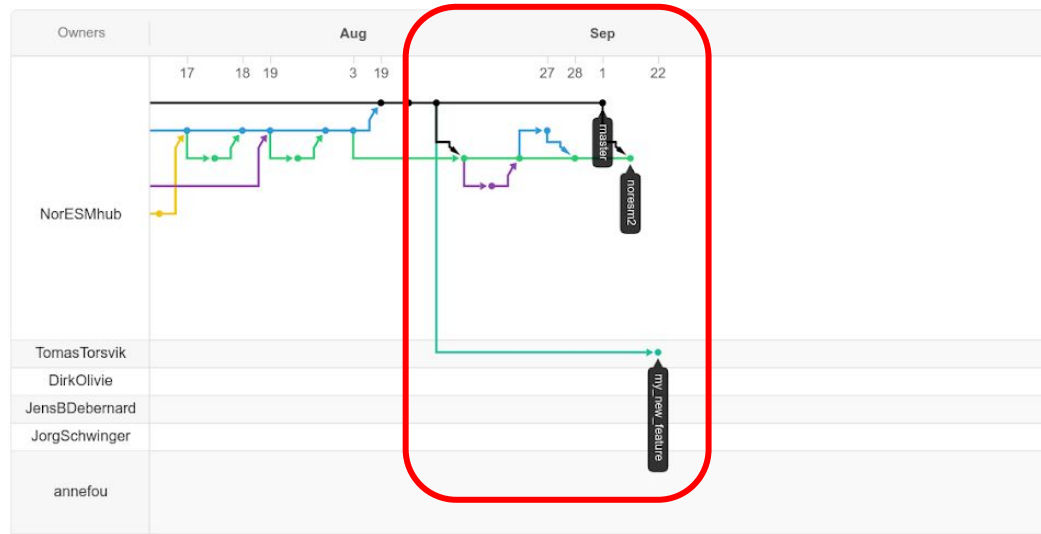 Owners
Aug
Sep
17 18 19 3 19 27 28 1 22
master
noresm2
NorESMhub
TomasTorsvik
DirkOlivie
JensBDebernard
JorgSchwinger
my_new_feature
annefou